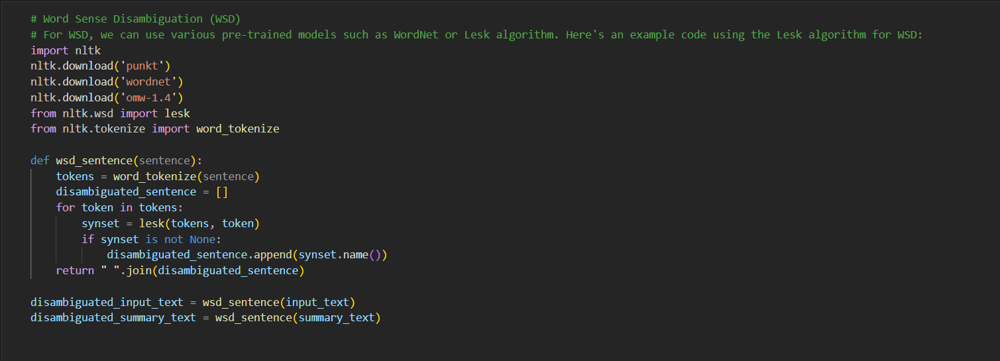 # Word Sense Disambiguation (WSD)
# For WSD, we can use various pre-trained models such as WordNet or Lesk algorithm. Here's an example code using the Lesk algorithm for WSD:
import nltk
nltk.download('punkt')
nltk.download('wordnet')
nltk.download('omw-1.4')
from nltk.wsd import lesk
from nltk.tokenize import word_tokenize

def wsd_sentence(sentence):
    tokens = word_tokenize(sentence)
    disambiguated_sentence = []
    for token in tokens:
        synset = lesk(tokens, token)
        if synset is not None:
            disambiguated_sentence.append(synset.name())
    return " ".join(disambiguated_sentence)

disambiguated_input_text = wsd_sentence(input_text)
disambiguated_summary_text = wsd_sentence(summary_text)